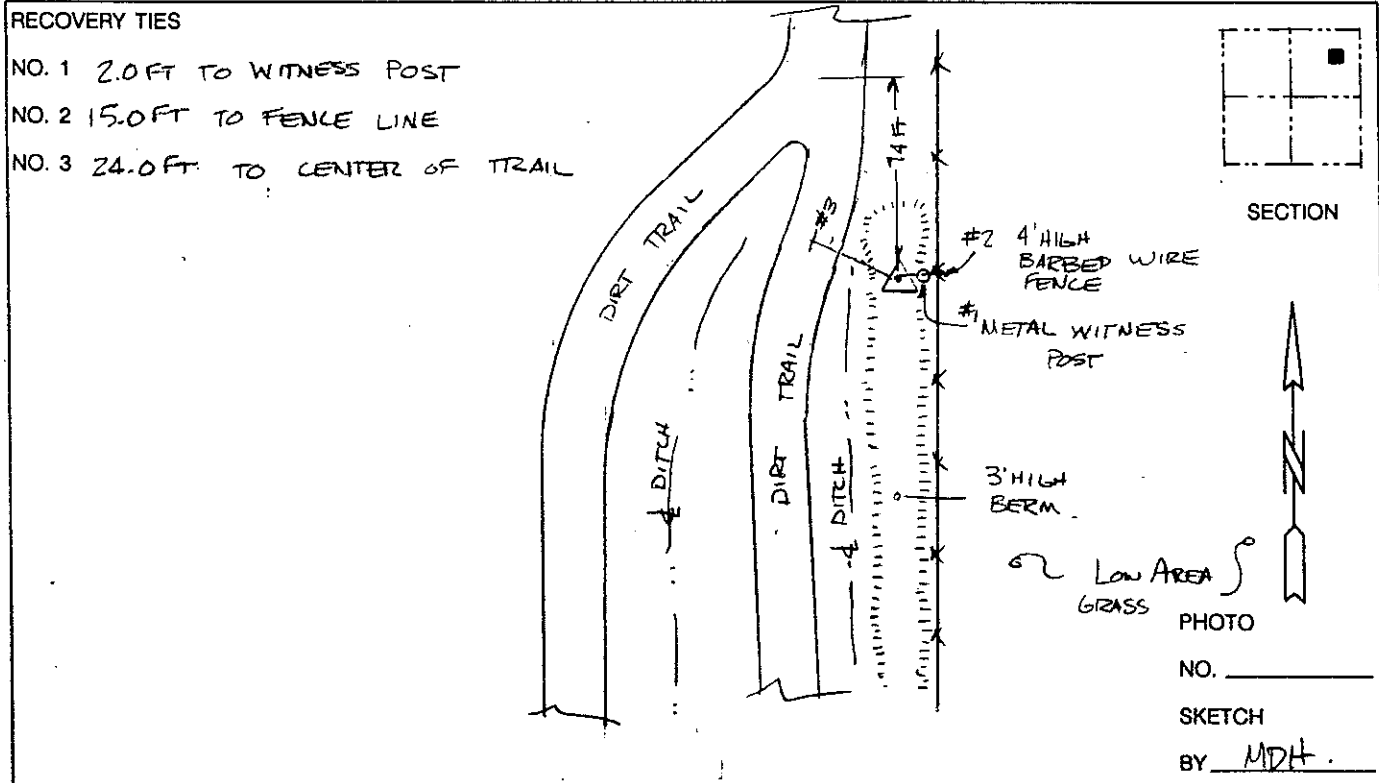 RECOVERY TIES
NO. 1 2.0 FT TO WITNESS POST
NO. 2 15.0 FT TO FENCE LINE
NO. 3 24.0 FT. TO CENTER OF TRAIL
SECTION
74 FT
#3
DIRT TRAIL
#2 4' HIGH
BARBED WIRE
FENCE
#1 METAL WITNESS
POST
DIRT TRAIL
℄ DITCH
℄ DITCH
3' HIGH
BERM.
N
LOW AREA
GRASS
PHOTO
NO.
SKETCH
BY MDH.